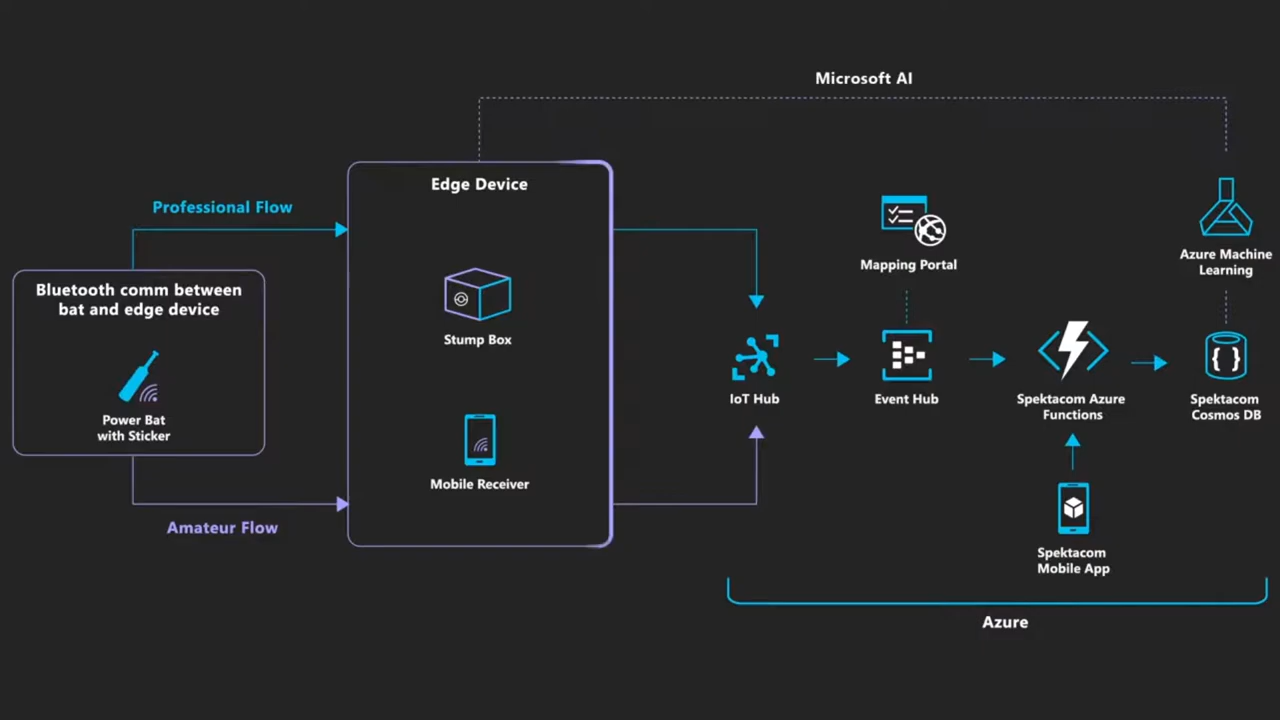 Microsoft AI
Edge Device
Professional Flow
Bluetooth comm between
bat and edge device
Power Bat
with Sticker
Amateur Flow
Stump Box
Mobile Receiver
IoT Hub
Mapping Portal
Event Hub
Spektacom Azure
Functions
Spektacom
Mobile App
Azure Machine
Learning
Spektacom
Cosmos DB
Azure